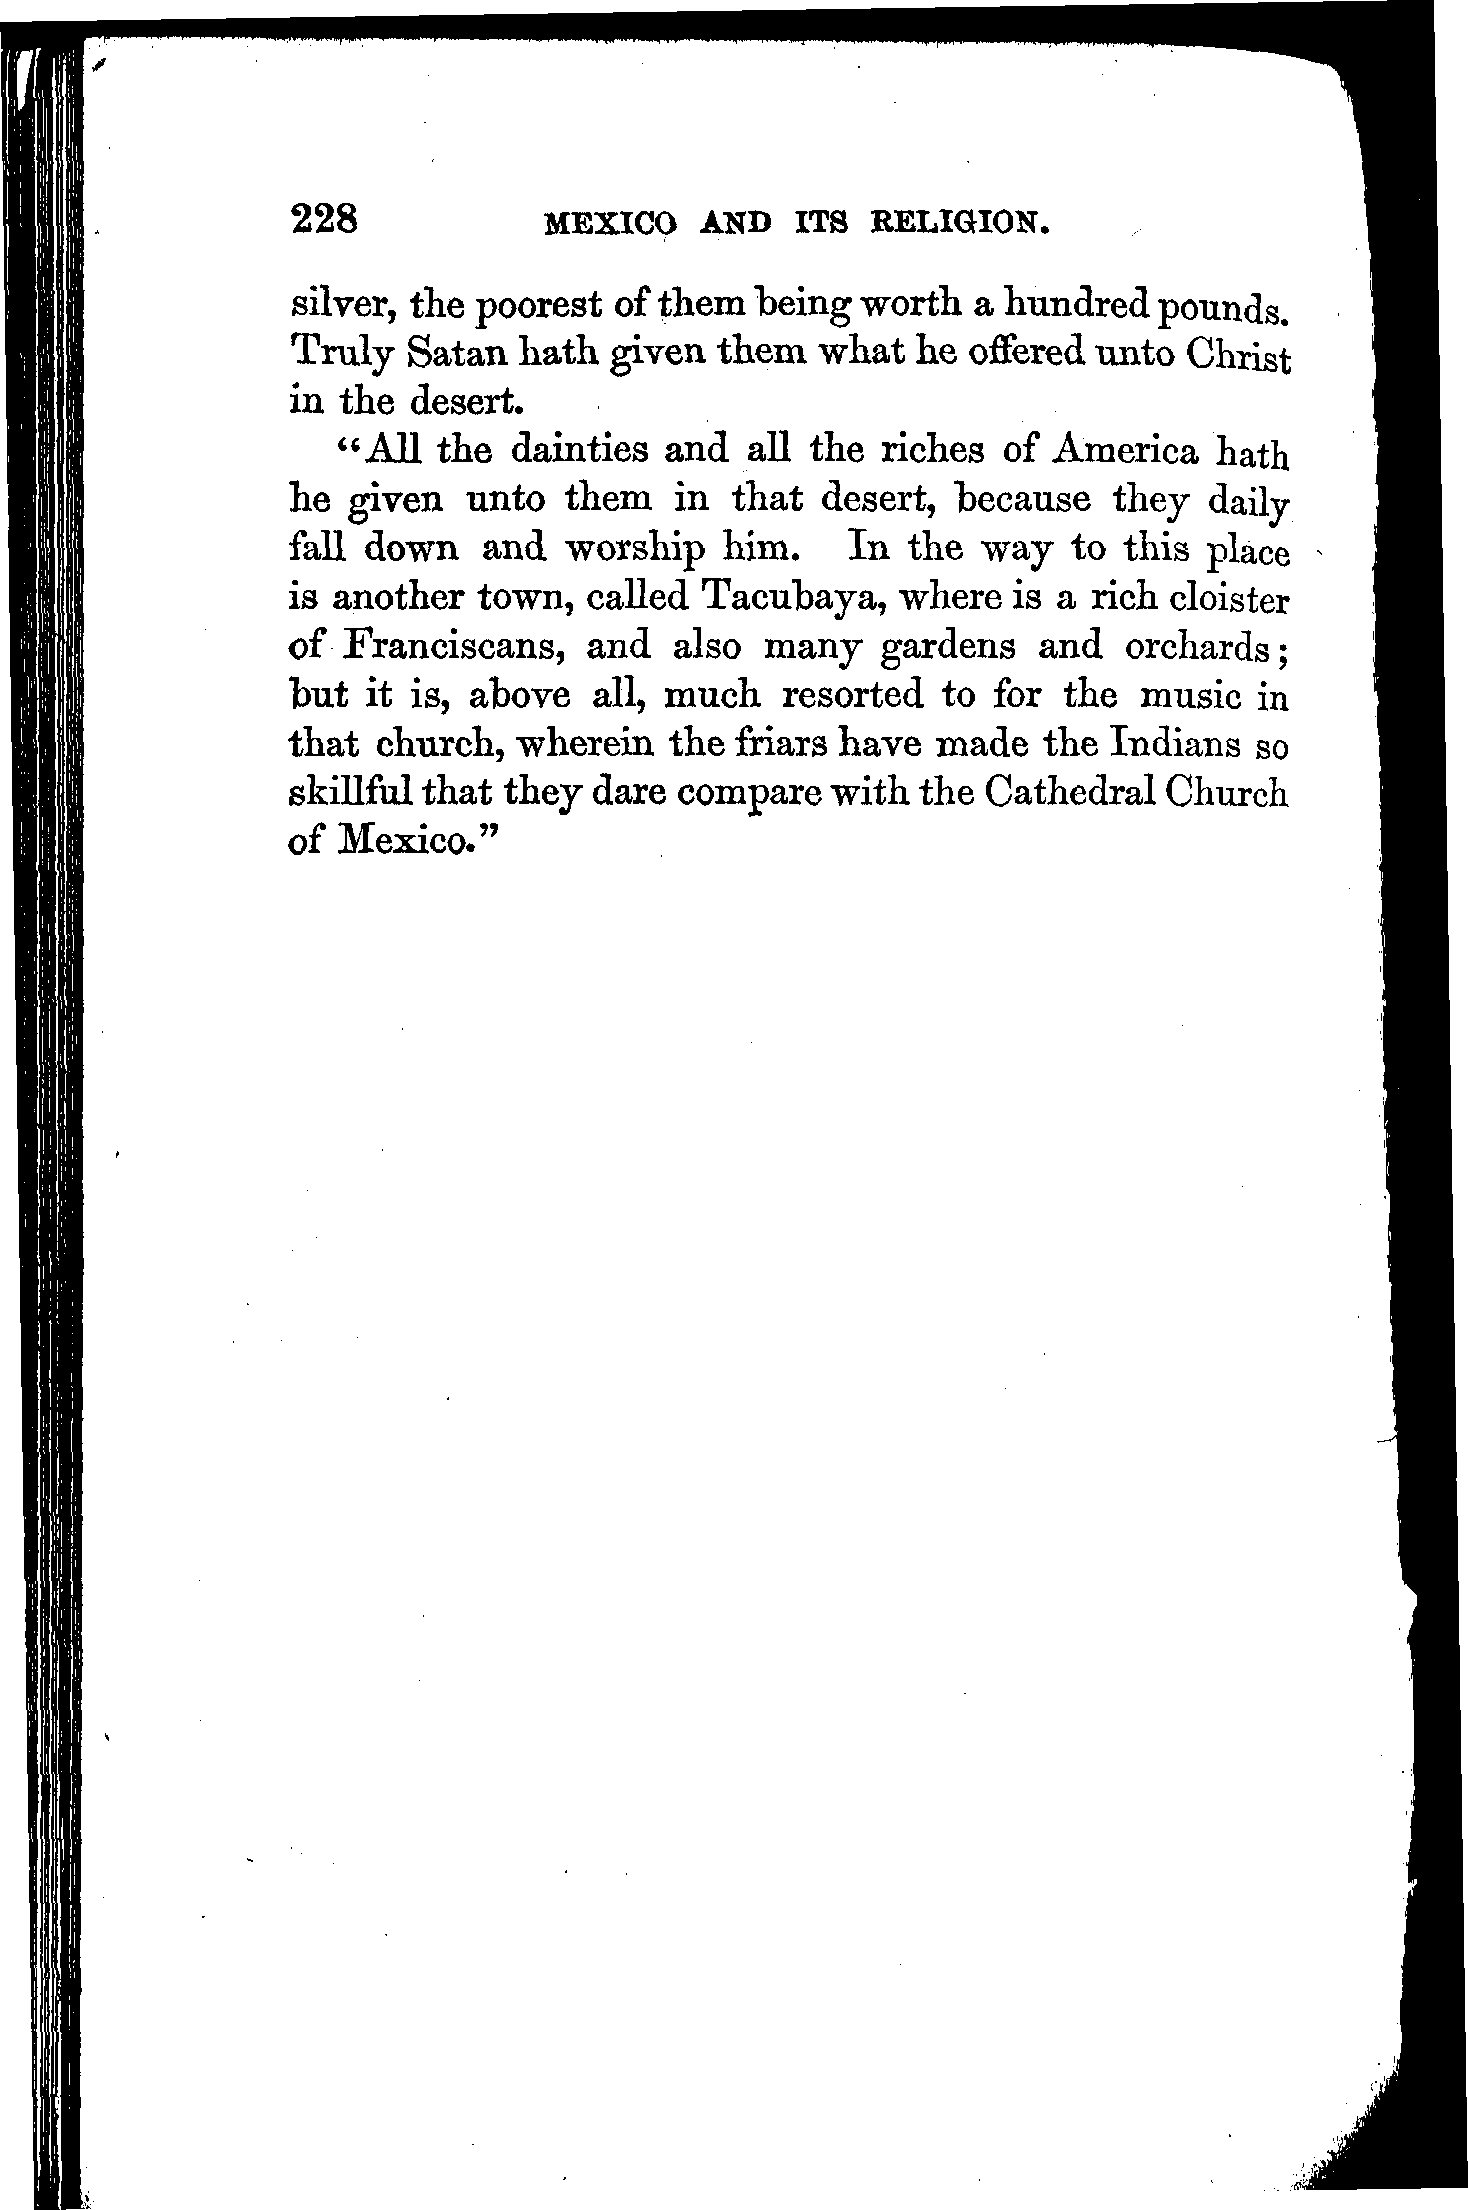 228 MEXICO AND ITS RELIGION.
silver, the poorest of them being worth a hundred pounds.
Truly Satan hath given them what he offered unto Christ
in the desert.
"All the dainties and all the riches of America hath
he given unto them in that desert, because they daily
fall down and worship him. In the way to this place
is another town, called Tacubaya, where is a rich cloister
of Franciscans, and also many gardens and orchards;
but it is, above all, much resorted to for the music in
that church, wherein the friars have made the Indians so
skillful that they dare compare with the Cathedral Church
of Mexico."